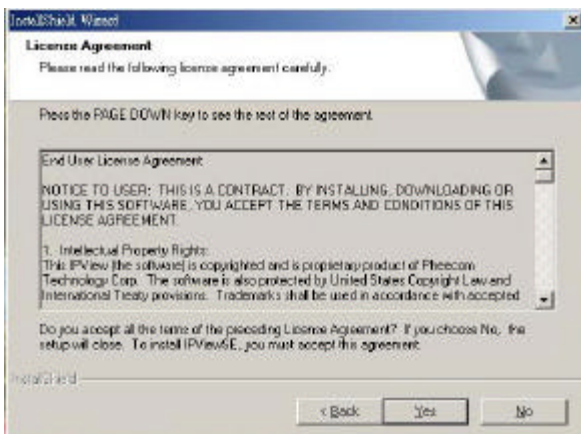 InstallShield Wizard
License Agreement
Please read the following license agreement carefully.
Press the PAGE DOWN key to see the rest of the agreement.
End User License Agreement
NOTICE TO USER: THIS IS A CONTRACT. BY INSTALLING, DOWNLOADING OR
USING THIS SOFTWARE, YOU ACCEPT THE TERMS AND CONDITIONS OF THIS
LICENSE AGREEMENT.
1. Intellectual Property Rights:
This IPView (the software) is copyrighted and is proprietary product of Pheecom
Technology Corp. The software is also protected by United States Copyright Law and
International Treaty provisions. Trademarks shall be used in accordance with accepted
Do you accept all the terms of the preceding License Agreement? If you choose No, the
setup will close. To install IPViewSE, you must accept this agreement.
InstallShield
< Back
Yes
No